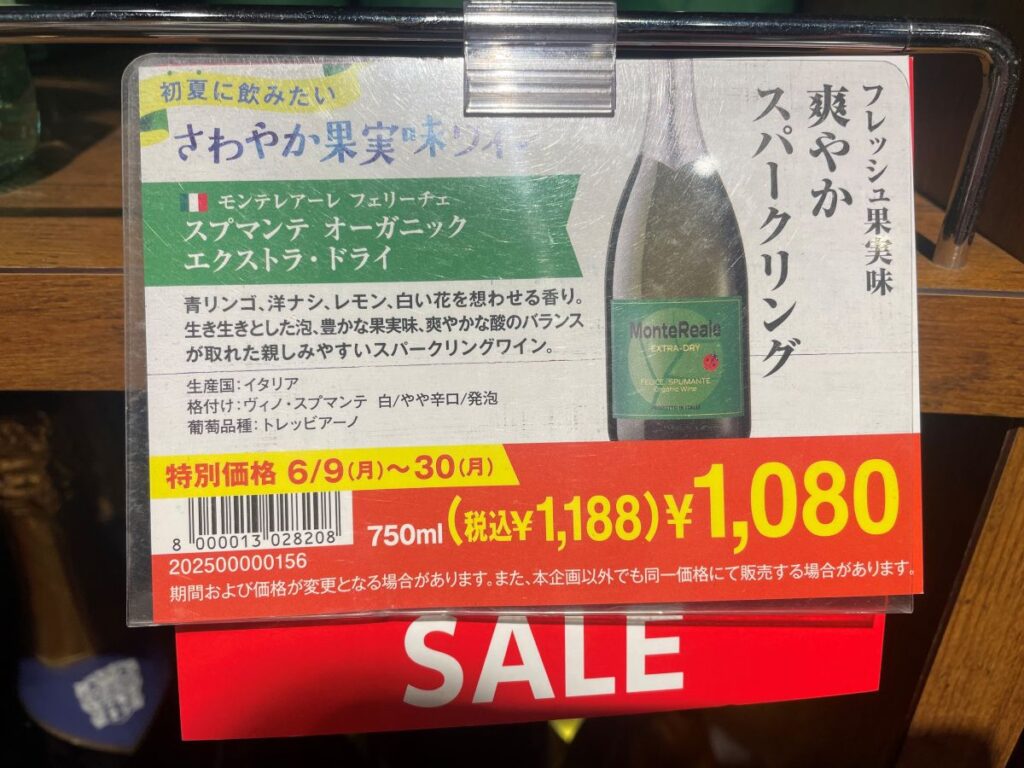 初夏に飲みたい
さわやか果実味ワイン
モンテレアーレ フェリーチェ
スプマンテ オーガニック
エクストラ・ドライ
青リンゴ、洋ナシ、レモン、白い花を想わせる香り。
生き生きとした泡、豊かな果実味、爽やかな酸のバランス
が取れた親しみやすいスパークリングワイン。
生産国:イタリア
格付け:ヴィノ・スプマンテ 白/やや辛口/発泡
葡萄品種:トレッビアーノ
フレッシュ果実味
爽やか
スパークリング
MonteReale
EXTRA-DRY
FELICE SPUMANTE
Organic Wine
PRODOTTO IN ITALIA
特別価格 6/9(月)~30(月)
750ml(税込¥1,188)¥1,080
8 000013 028208
202500000156
期間および価格が変更となる場合があります。また、本企画以外でも同一価格にて販売する場合があります。
SALE